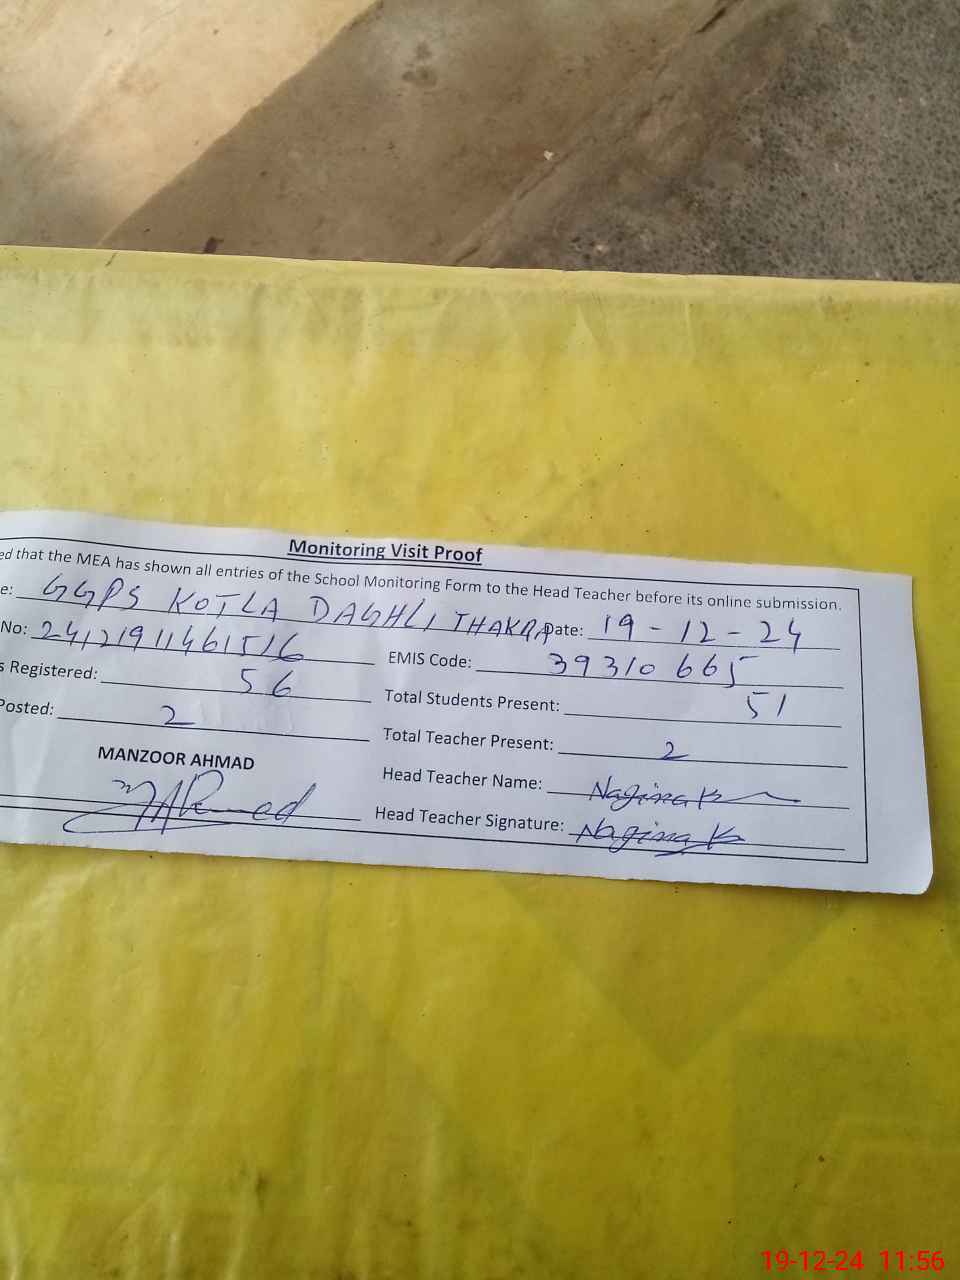 Monitoring Visit Proof
ed that the MEA has shown all entries of the School Monitoring Form to the Head Teacher before its online submission.
e: GGPS KOTLA DAGHLI THAKRA Date: 19-12-24
No: 24121911461516 EMIS Code: 39310665
s Registered: 56 Total Students Present: 51
Posted: 2 Total Teacher Present: 2
MANZOOR AHMAD Head Teacher Name: Nagina K
Head Teacher Signature: Nagina K
19-12-24 11:56